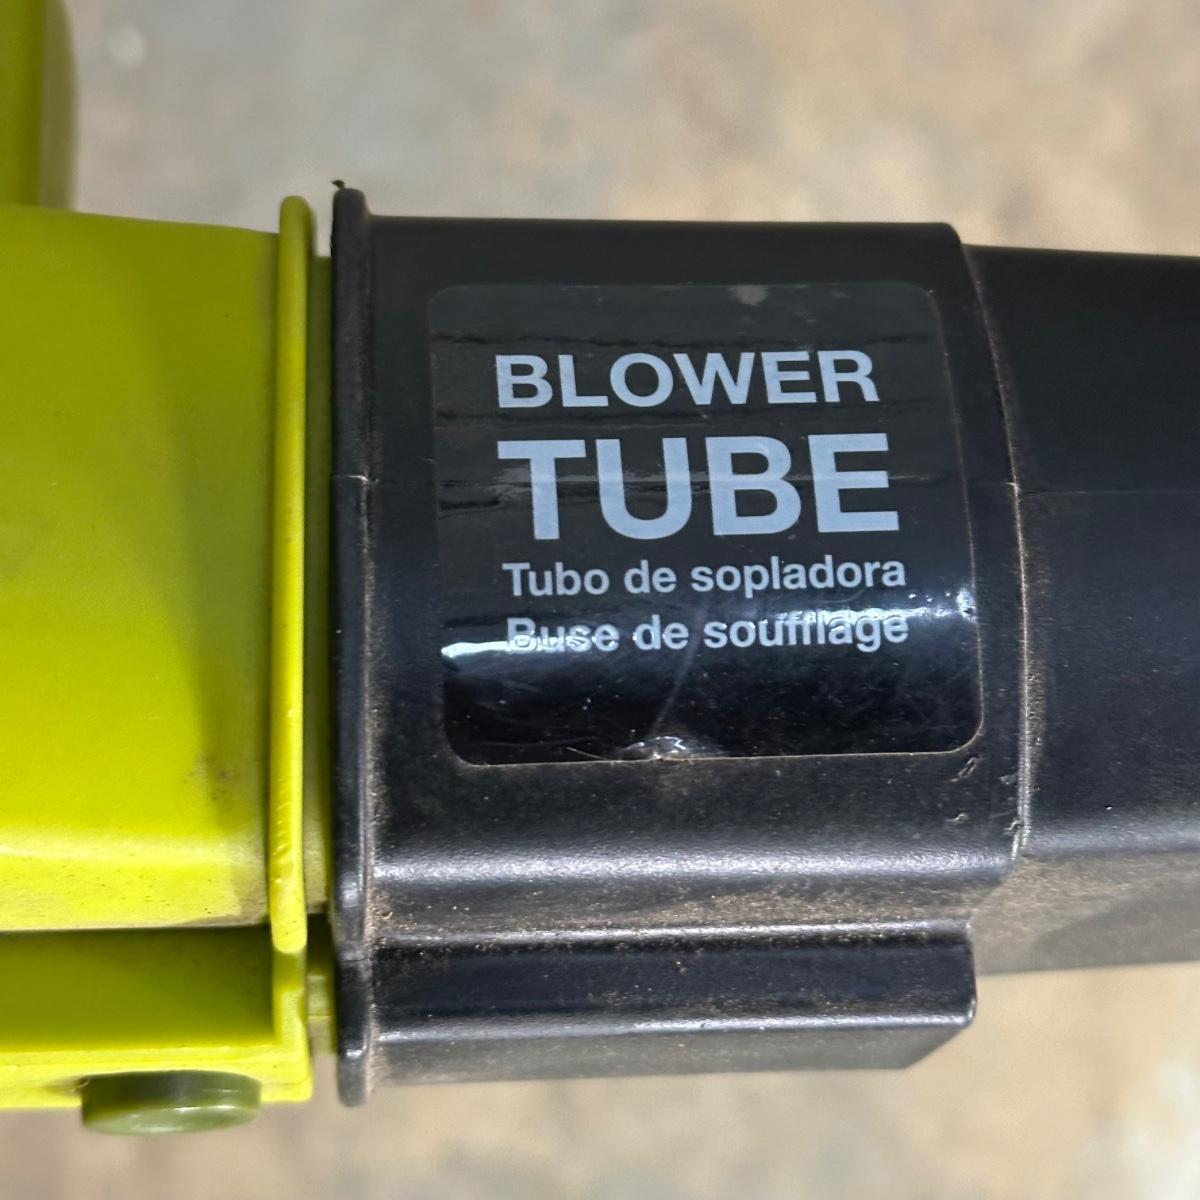 BLOWER
TUBE
Tubo de sopladora
Buse de soufflage